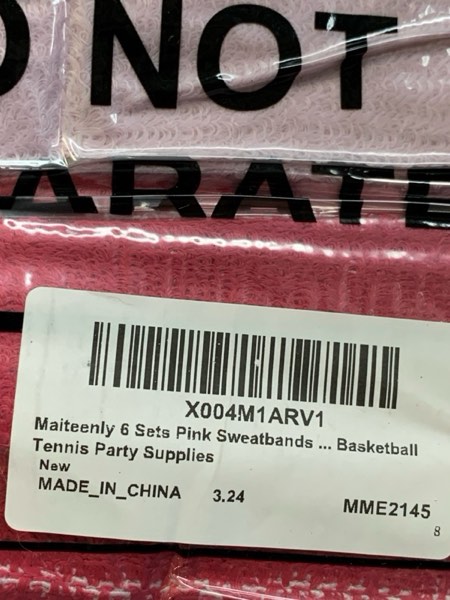 NOT
ARATE
X004M1ARV1
Maiteenly 6 Sets Pink Sweatbands ... Basketball
Tennis Party Supplies
New
MADE_IN_CHINA 3.24 MME2145
8